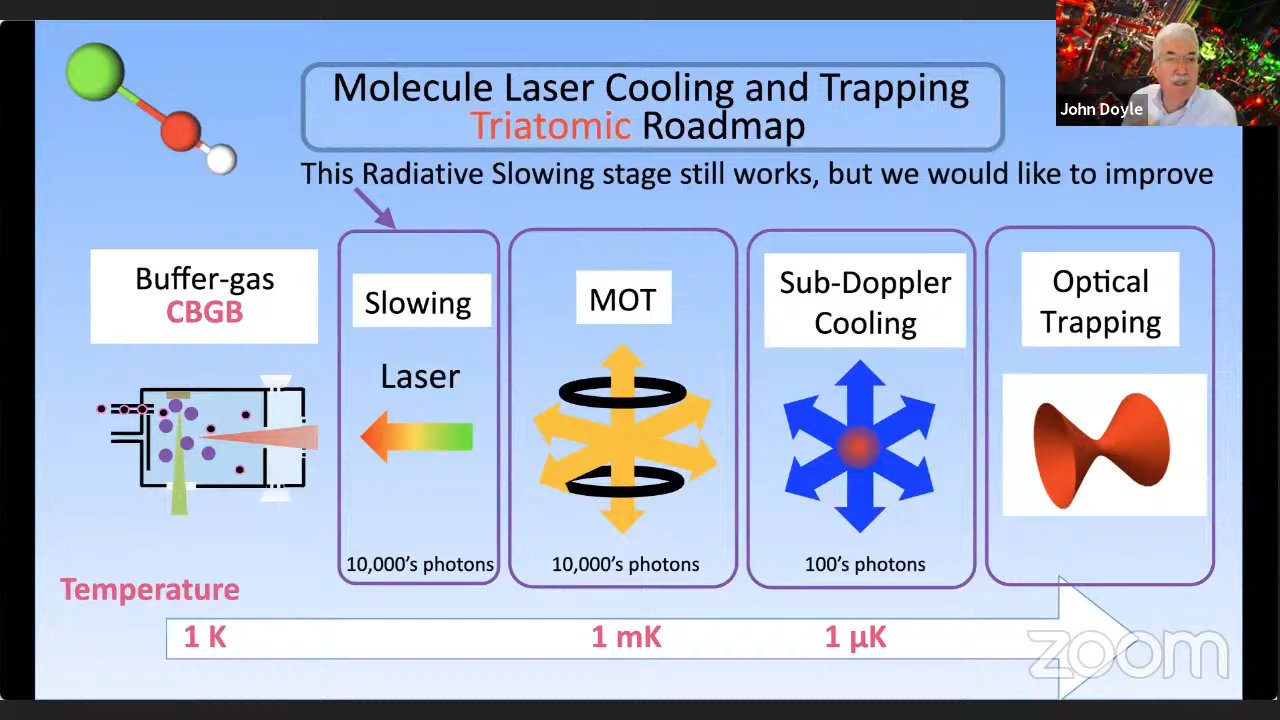 Molecule Laser Cooling and Trapping
Triatomic Roadmap
John Doyle
This Radiative Slowing stage still works, but we would like to improve
Buffer-gas
CBGB
Slowing
Laser
10,000's photons
MOT
10,000's photons
Sub-Doppler
Cooling
100's photons
Optical
Trapping
Temperature
1 K
1 mK
1 µK
zoom